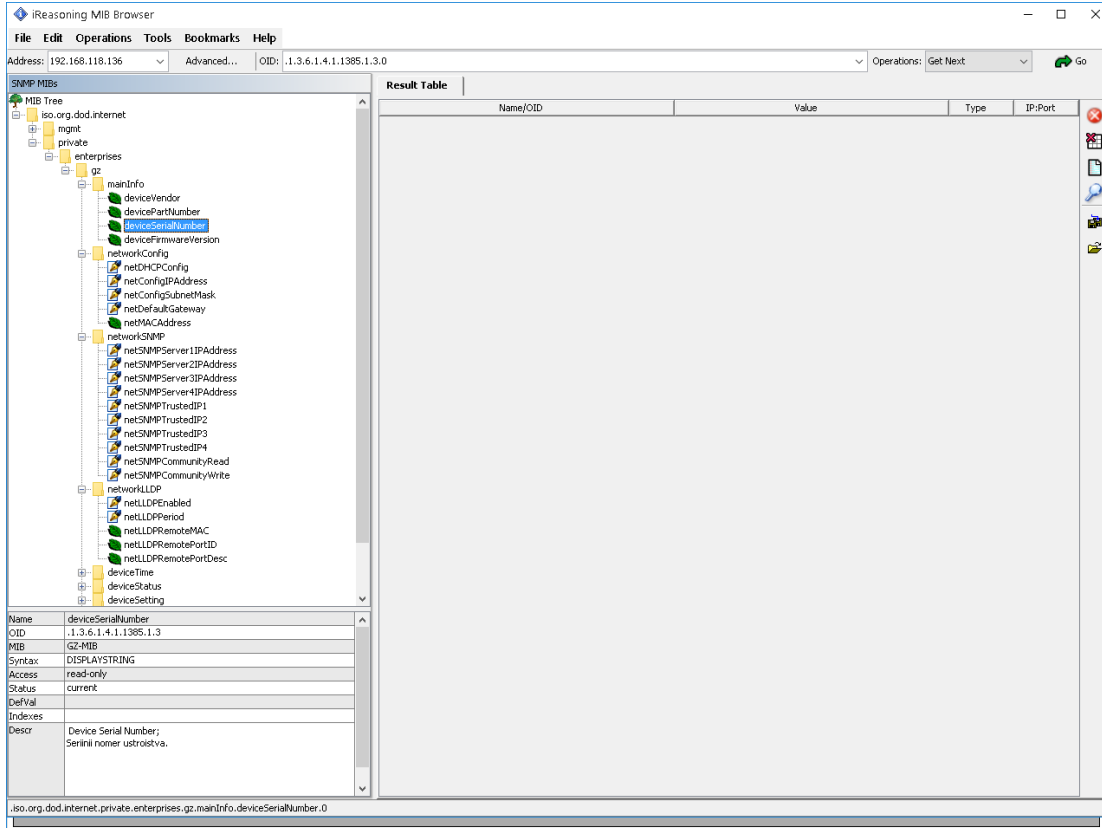 iReasoning MIB Browser
File Edit Operations Tools Bookmarks Help
Address: 192.168.118.136 Advanced... OID: .1.3.6.1.4.1.1385.1.3.0 Operations: Get Next Go
SNMP MIBs
Result Table
Name/OID Value Type IP:Port
MIB Tree
iso.org.dod.internet
mgmt
private
enterprises
gz
mainInfo
deviceVendor
devicePartNumber
deviceSerialNumber
deviceFirmwareVersion
networkConfig
netDHCPConfig
netConfigIPAddress
netConfigSubnetMask
netDefaultGateway
netMACAddress
networkSNMP
netSNMPServer1IPAddress
netSNMPServer2IPAddress
netSNMPServer3IPAddress
netSNMPServer4IPAddress
netSNMPTrustedIP1
netSNMPTrustedIP2
netSNMPTrustedIP3
netSNMPTrustedIP4
netSNMPCommunityRead
netSNMPCommunityWrite
networkLLDP
netLLDPEnabled
netLLDPPeriod
netLLDPRemoteMAC
netLLDPRemotePortID
netLLDPRemotePortDesc
deviceTime
deviceStatus
deviceSetting
Name deviceSerialNumber
OID .1.3.6.1.4.1.1385.1.3
MIB GZ-MIB
Syntax DISPLAYSTRING
Access read-only
Status current
DefVal
Indexes
Descr Device Serial Number;
Seriinii nomer ustroistva.
.iso.org.dod.internet.private.enterprises.gz.mainInfo.deviceSerialNumber.0